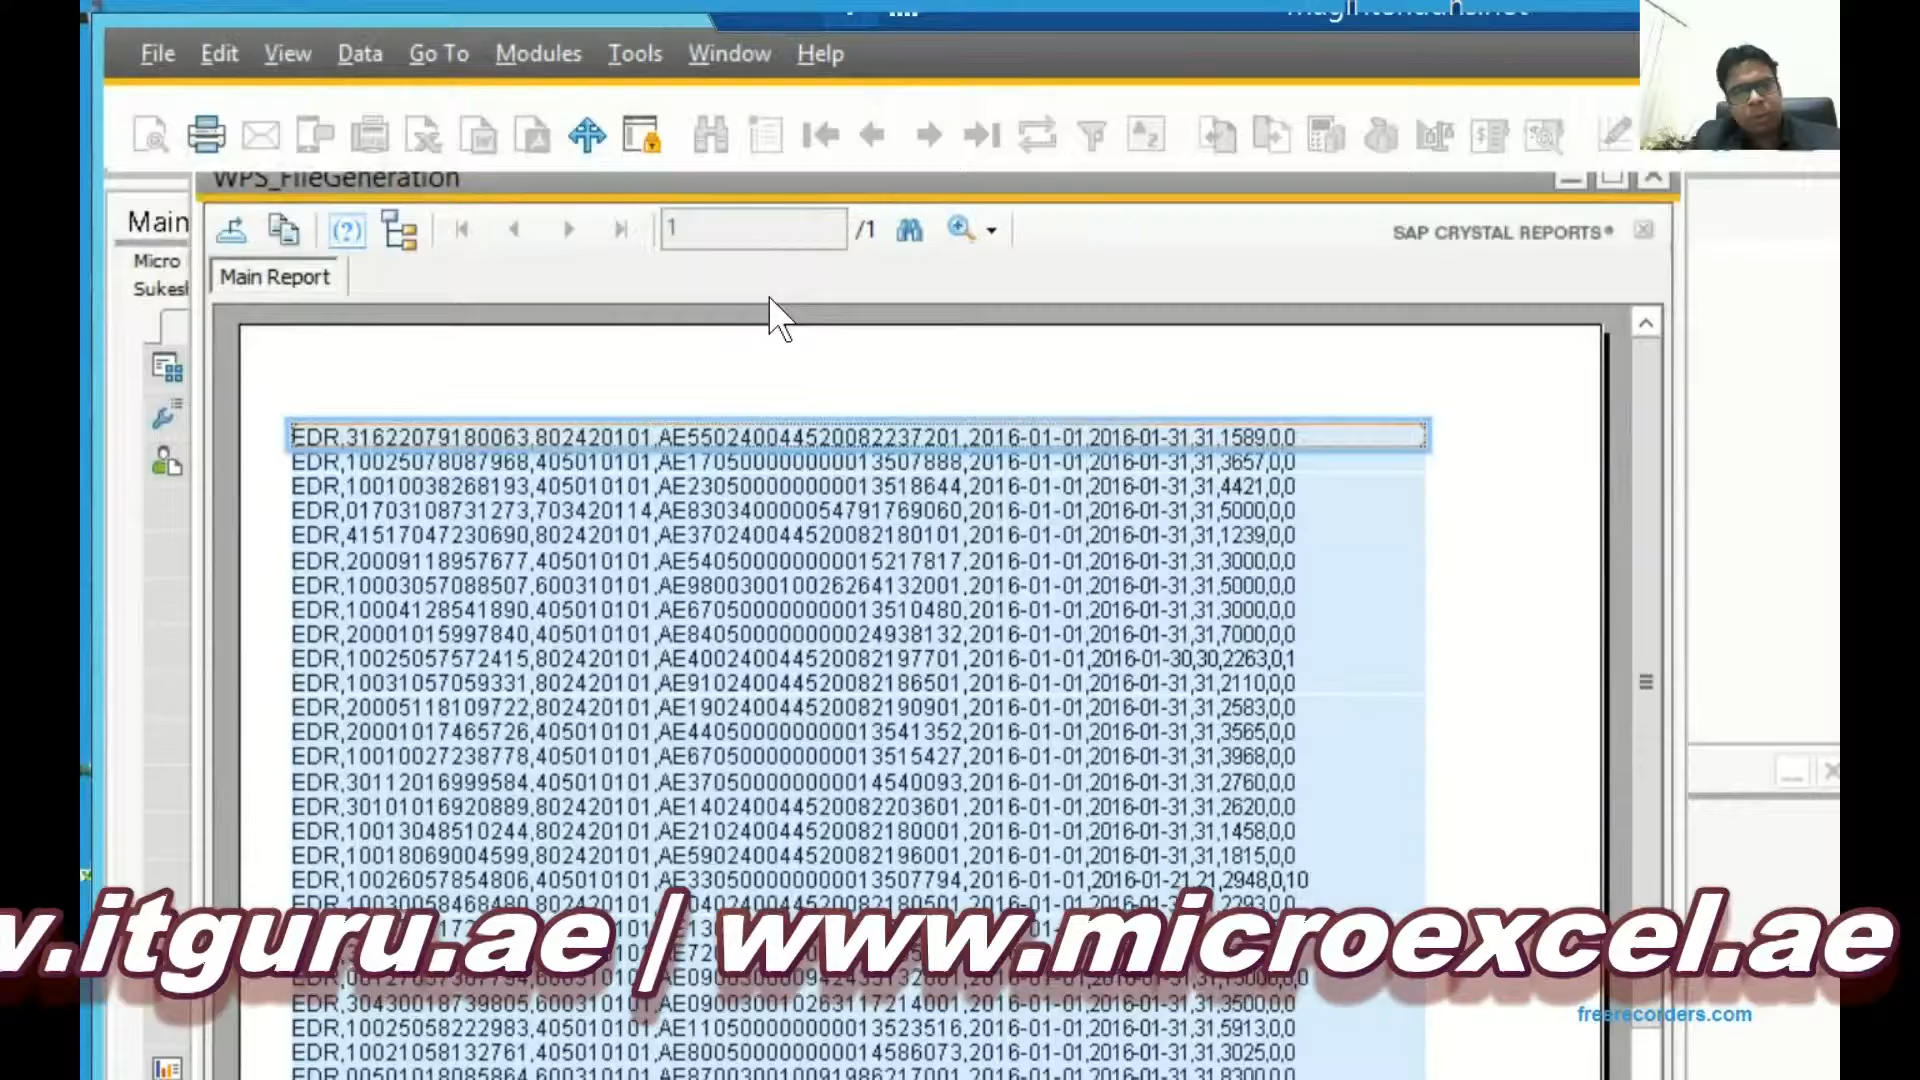 File Edit View Data Go To Modules Tools Window Help
WPS_FileGeneration
Main
1 /1
SAP CRYSTAL REPORTS®
Micro
Main Report
EDR,31622079180063,802420101,AE550240044520082237201,2016-01-01,2016-01-31,31,1589,0,0
EDR,10025078087968,405010101,AE170500000000013507888,2016-01-01,2016-01-31,31,3657,0,0
EDR,10010038268193,405010101,AE230500000000013518644,2016-01-01,2016-01-31,31,4421,0,0
EDR,01703108731273,703420114,AE830340000054791769060,2016-01-01,2016-01-31,31,5000,0,0
EDR,41517047230690,802420101,AE370240044520082180101,2016-01-01,2016-01-31,31,1239,0,0
EDR,20009118957677,405010101,AE540500000000015217817,2016-01-01,2016-01-31,31,3000,0,0
EDR,10003057088507,600310101,AE980030010026264132001,2016-01-01,2016-01-31,31,5000,0,0
EDR,10004128541890,405010101,AE670500000000013510480,2016-01-01,2016-01-31,31,3000,0,0
EDR,20001015997840,405010101,AE840500000000024938132,2016-01-01,2016-01-31,31,7000,0,0
EDR,10025057572415,802420101,AE400240044520082197701,2016-01-01,2016-01-30,30,2263,0,1
EDR,10031057059331,802420101,AE910240044520082186501,2016-01-01,2016-01-31,31,2110,0,0
EDR,20005118109722,802420101,AE190240044520082190901,2016-01-01,2016-01-31,31,2583,0,0
EDR,20001017465726,405010101,AE440500000000013541352,2016-01-01,2016-01-31,31,3565,0,0
EDR,10010027238778,405010101,AE670500000000013515427,2016-01-01,2016-01-31,31,3968,0,0
EDR,30112016999584,405010101,AE370500000000014540093,2016-01-01,2016-01-31,31,2760,0,0
EDR,30101016920889,802420101,AE140240044520082203601,2016-01-01,2016-01-31,31,2620,0,0
EDR,10013048510244,802420101,AE210240044520082180001,2016-01-01,2016-01-31,31,1458,0,0
EDR,10018069004599,802420101,AE590240044520082196001,2016-01-01,2016-01-31,31,1815,0,0
EDR,10026057854806,405010101,AE330500000000013507794,2016-01-01,2016-01-21,21,2948,0,10
w.itguru.ae | www.microexcel.ae
EDR,30430018739805,600310101,AE090030010263117214001,2016-01-01,2016-01-31,31,3500,0,0
freerecorders.com
EDR,10025058222983,405010101,AE110500000000013523516,2016-01-01,2016-01-31,31,5913,0,0
EDR,10021058132761,405010101,AE800500000000014586073,2016-01-01,2016-01-31,31,3025,0,0